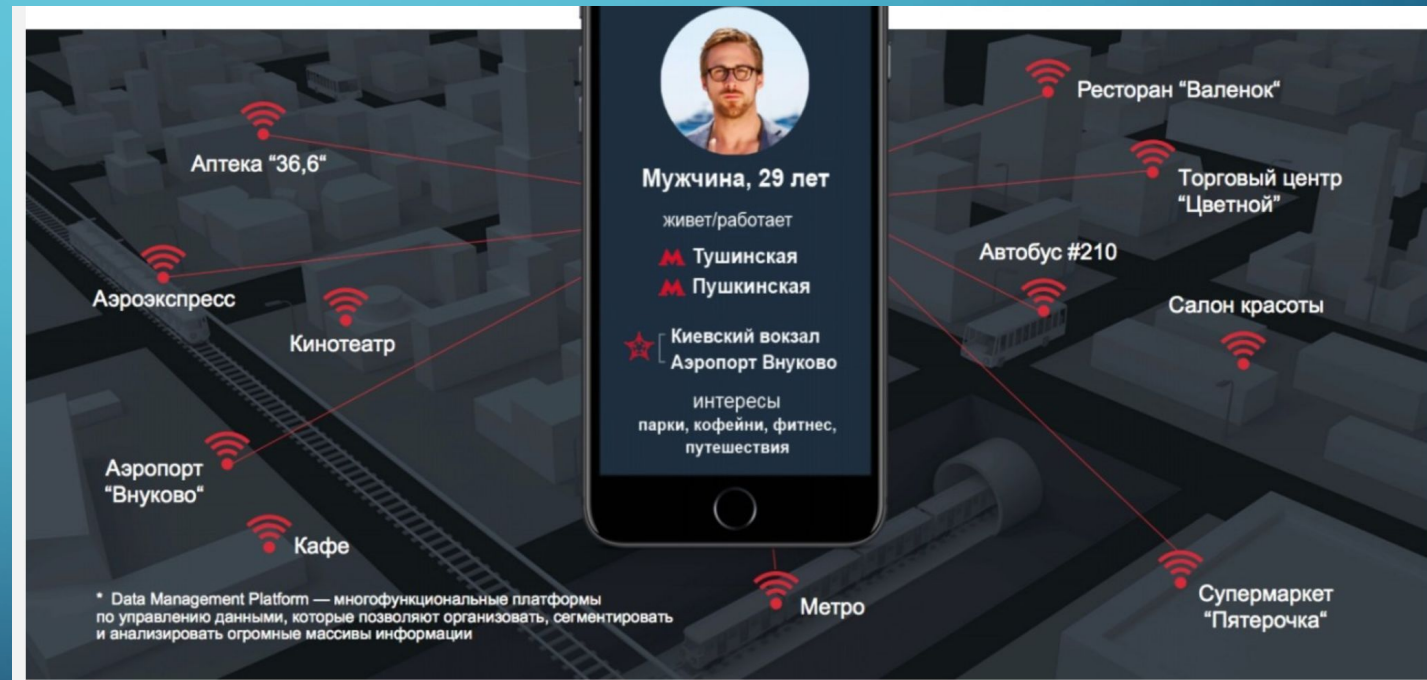 Аптека “36,6“
Аэроэкспресс
Кинотеатр
Аэропорт
“Внуково“
Кафе
* Data Management Platform — многофункциональные платформы
по управлению данными, которые позволяют организовать, сегментировать
и анализировать огромные массивы информации
Мужчина, 29 лет
живет/работает
Тушинская
Пушкинская
Киевский вокзал
Аэропорт Внуково
интересы
парки, кофейни, фитнес,
путешествия
Метро
Ресторан “Валенок“
Торговый центр
“Цветной“
Автобус #210
Салон красоты
Супермаркет
“Пятерочка“